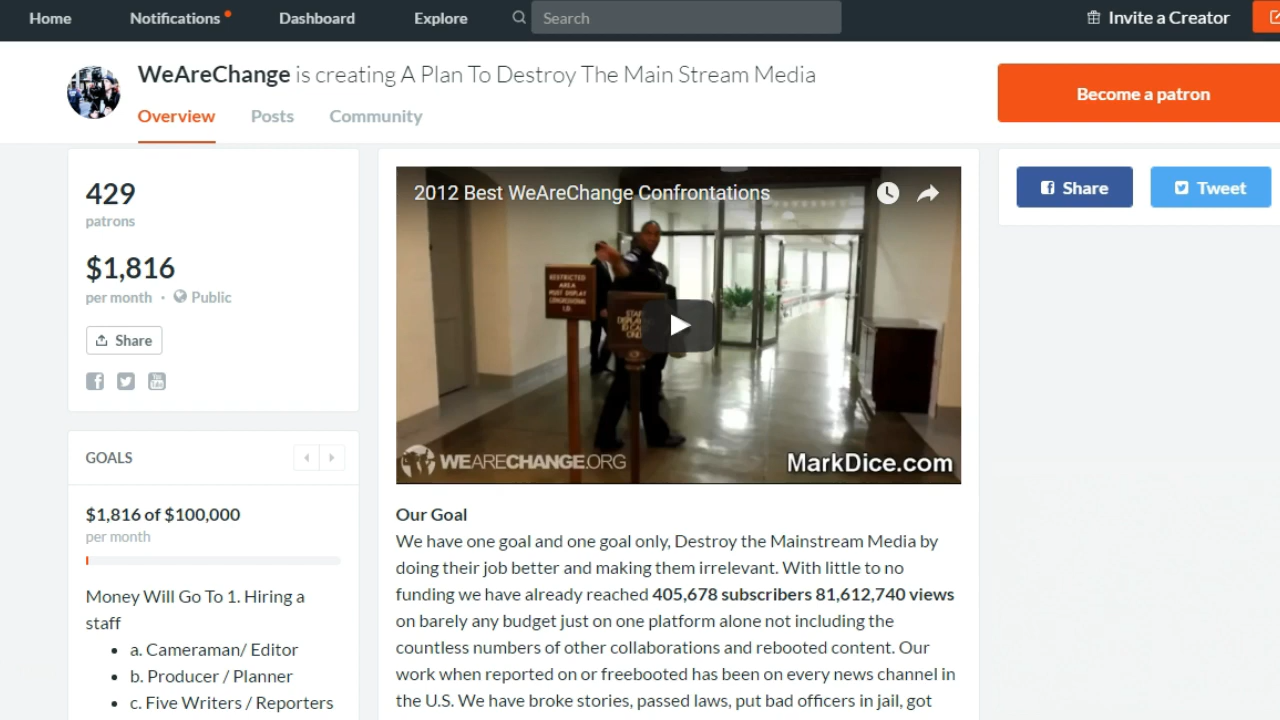 Home Notifications Dashboard Explore Search Invite a Creator
WeAreChange is creating A Plan To Destroy The Main Stream Media
Become a patron
Overview Posts Community
429
patrons
$1,816
per month · Public
Share
GOALS
$1,816 of $100,000
per month
Money Will Go To 1. Hiring a
staff
• a. Cameraman/ Editor
• b. Producer / Planner
• c. Five Writers / Reporters
2012 Best WeAreChange Confrontations
RESTRICTED
AREA
MUST DISPLAY
CONGRESSIONAL
I.D.
WEARECHANGE.ORG
MarkDice.com
Our Goal
We have one goal and one goal only, Destroy the Mainstream Media by
doing their job better and making them irrelevant. With little to no
funding we have already reached 405,678 subscribers 81,612,740 views
on barely any budget just on one platform alone not including the
countless numbers of other collaborations and rebooted content. Our
work when reported on or freebooted has been on every news channel in
the U.S. We have broke stories, passed laws, put bad officers in jail, got
Share Tweet